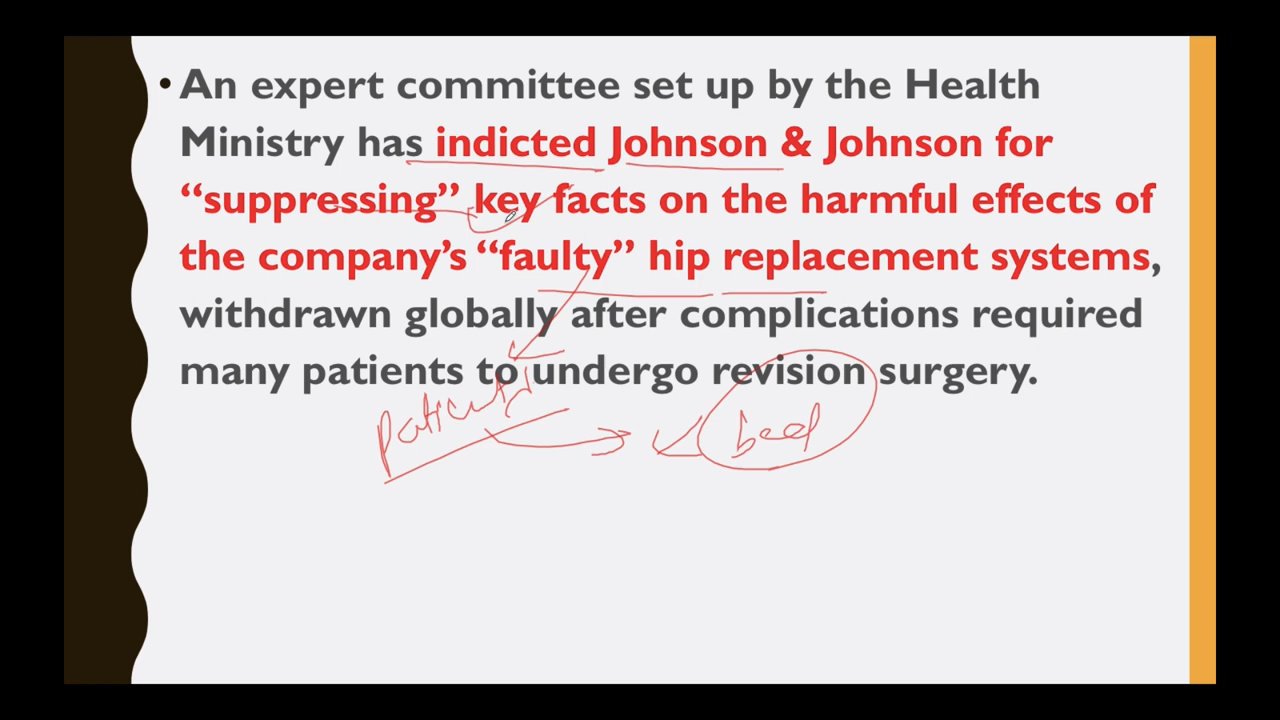 • An expert committee set up by the Health
Ministry has indicted Johnson & Johnson for
“suppressing” key facts on the harmful effects of
the company’s “faulty” hip replacement systems,
withdrawn globally after complications required
many patients to undergo revision surgery.